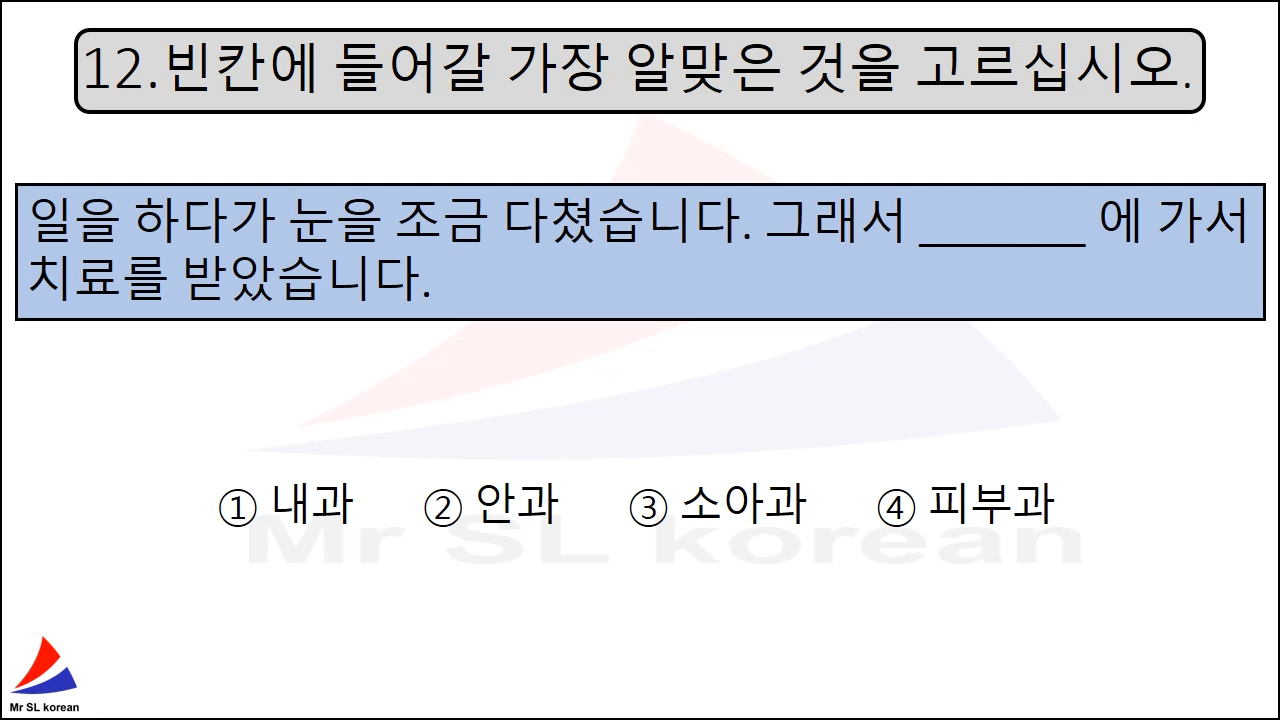 12.빈칸에 들어갈 가장 알맞은 것을 고르십시오.
일을 하다가 눈을 조금 다쳤습니다. 그래서 _______ 에 가서
치료를 받았습니다.
① 내과 ② 안과 ③ 소아과 ④ 피부과
Mr SL korean
Mr SL korean